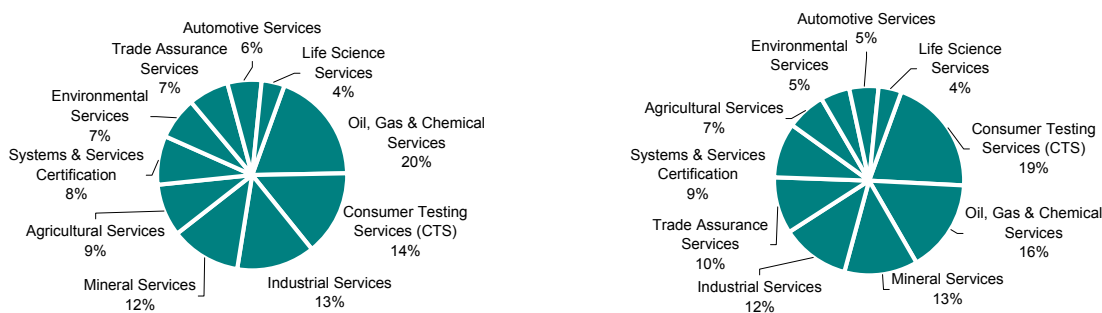 Automotive Services
6%
Life Science
Services
4%
Oil, Gas & Chemical
Services
20%
Consumer Testing
Services (CTS)
14%
Industrial Services
13%
Mineral Services
12%
Agricultural Services
9%
Systems & Services
Certification
8%
Environmental
Services
7%
Trade Assurance
Services
7%
Automotive Services
5%
Life Science
Services
4%
Consumer Testing
Services (CTS)
19%
Oil, Gas & Chemical
Services
16%
Mineral Services
13%
Industrial Services
12%
Trade Assurance
Services
10%
Systems & Services
Certification
9%
Agricultural Services
7%
Environmental
Services
5%